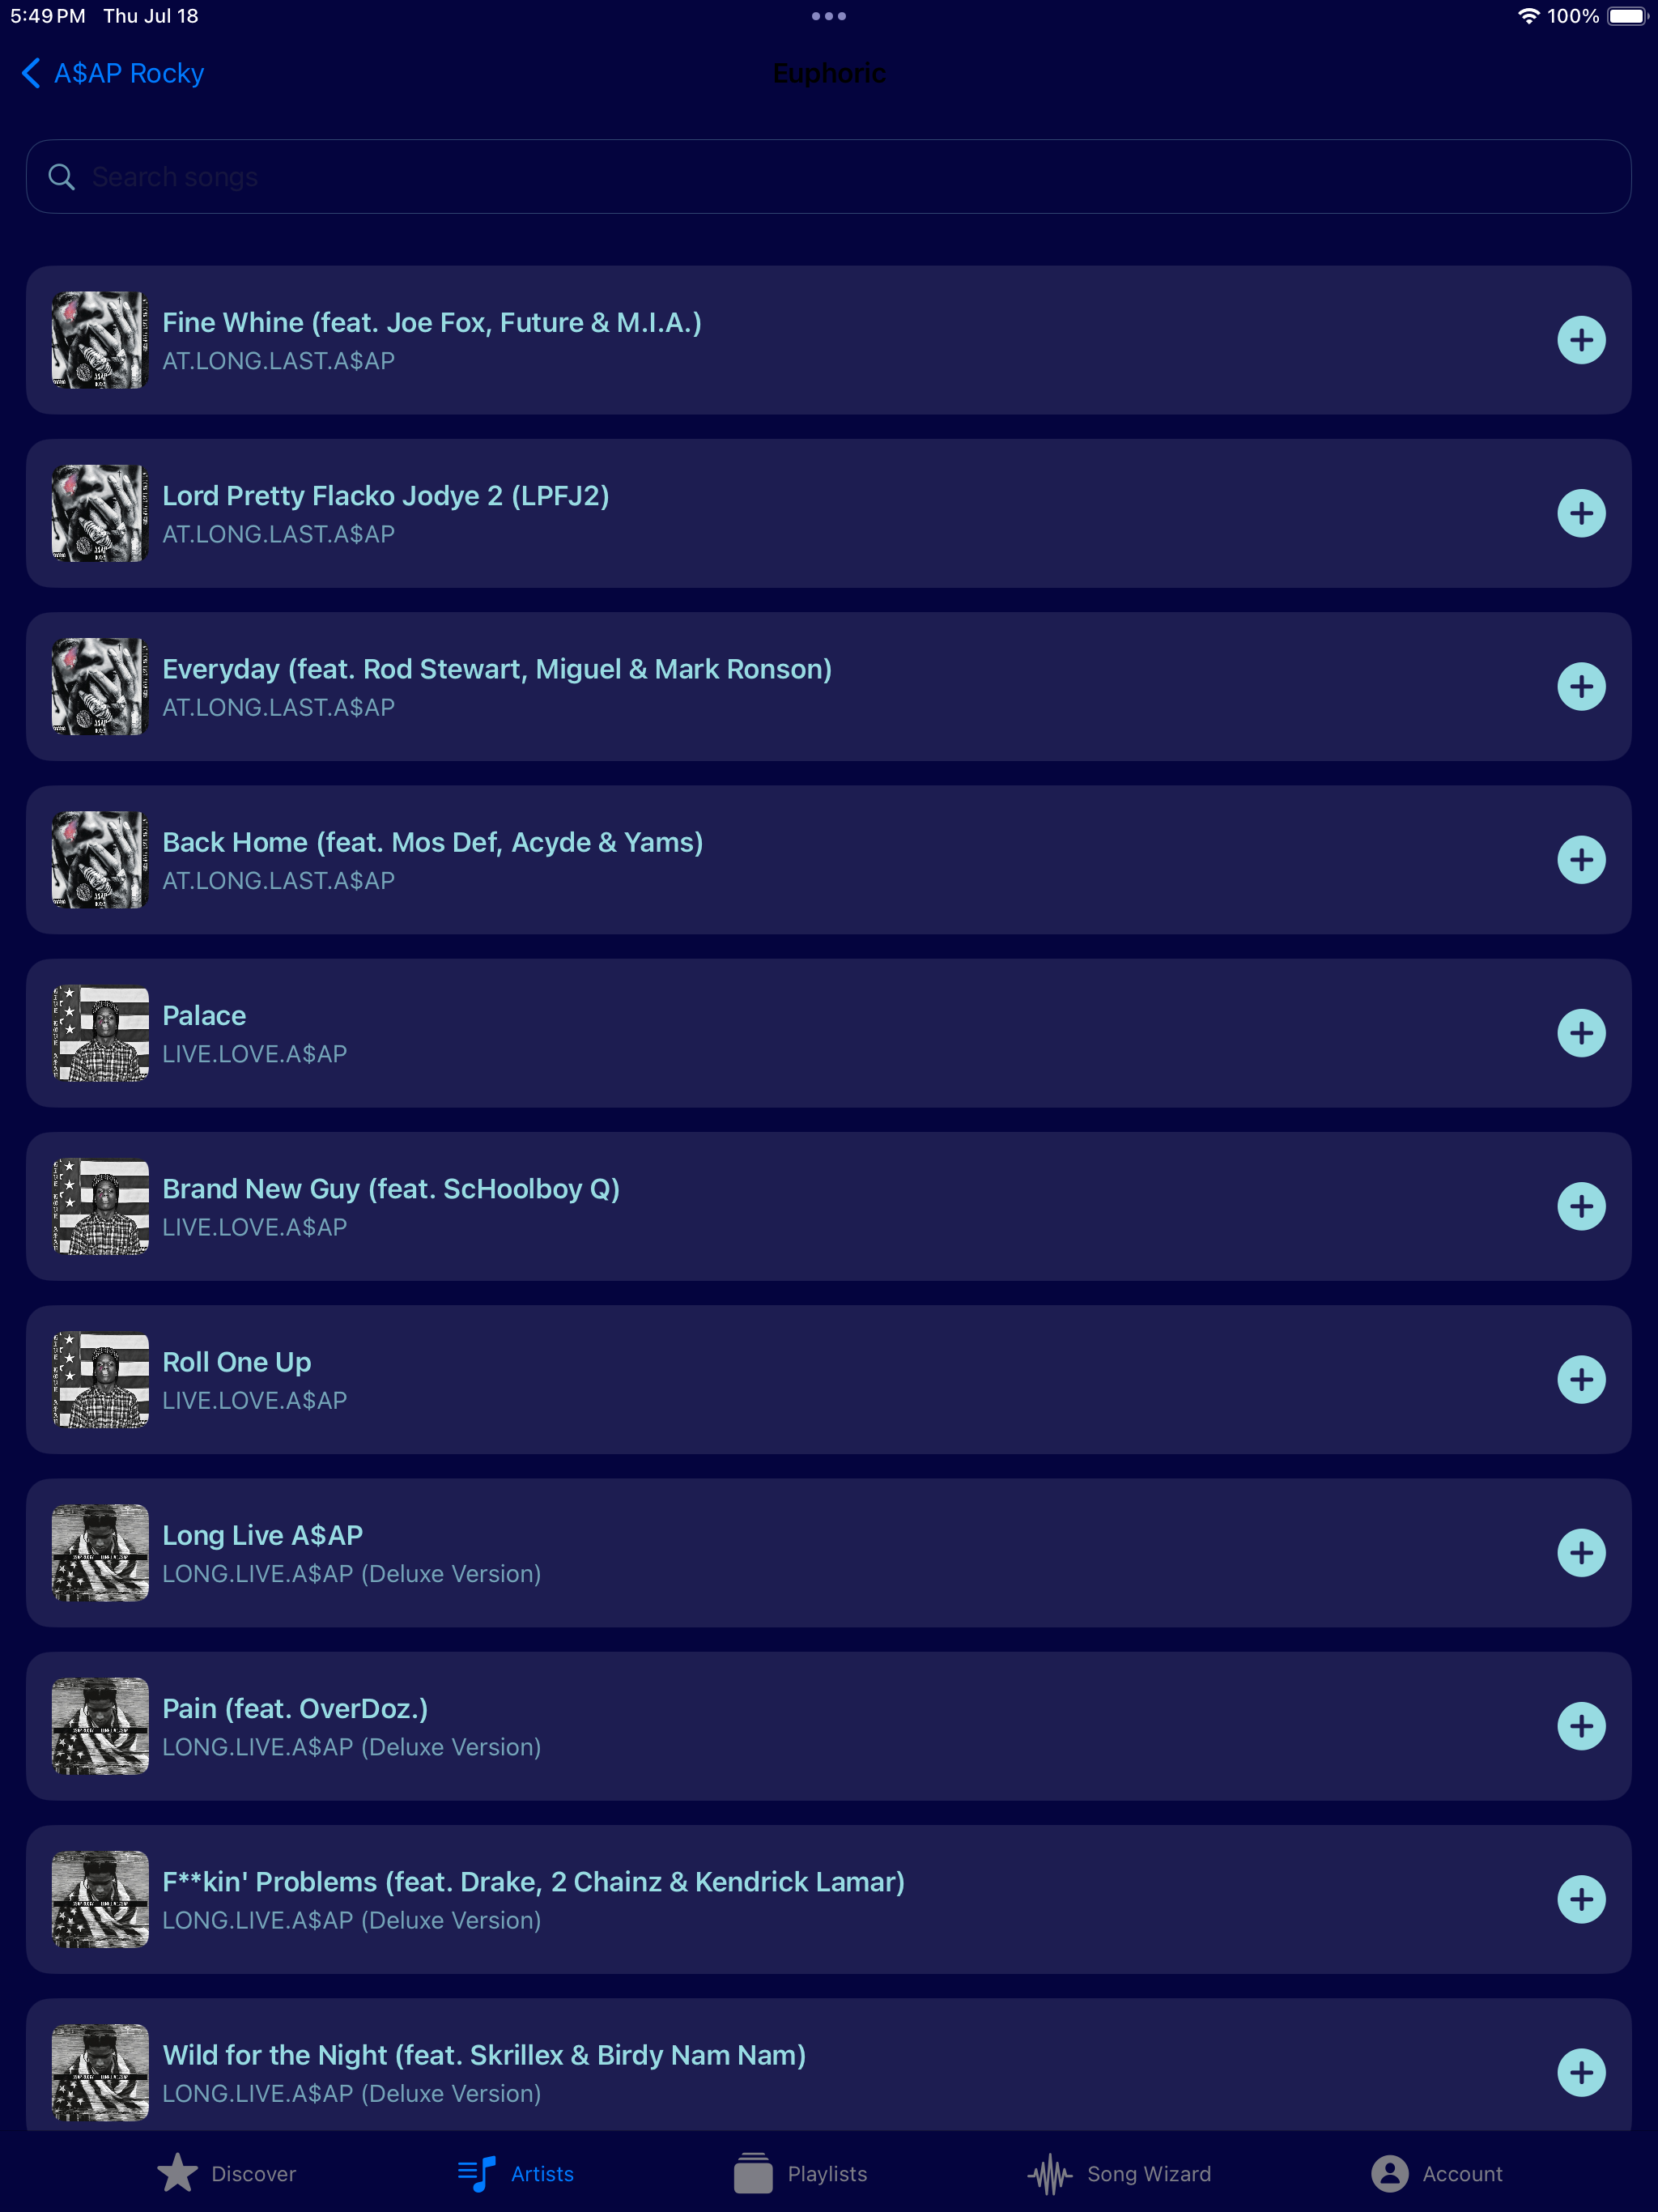 5:49 PM Thu Jul 18
100%
A$AP Rocky
Euphoric
Search songs
Fine Whine (feat. Joe Fox, Future & M.I.A.)
AT.LONG.LAST.A$AP
Lord Pretty Flacko Jodye 2 (LPFJ2)
AT.LONG.LAST.A$AP
Everyday (feat. Rod Stewart, Miguel & Mark Ronson)
AT.LONG.LAST.A$AP
Back Home (feat. Mos Def, Acyde & Yams)
AT.LONG.LAST.A$AP
Palace
LIVE.LOVE.A$AP
Brand New Guy (feat. ScHoolboy Q)
LIVE.LOVE.A$AP
Roll One Up
LIVE.LOVE.A$AP
Long Live A$AP
LONG.LIVE.A$AP (Deluxe Version)
Pain (feat. OverDoz.)
LONG.LIVE.A$AP (Deluxe Version)
F**kin' Problems (feat. Drake, 2 Chainz & Kendrick Lamar)
LONG.LIVE.A$AP (Deluxe Version)
Wild for the Night (feat. Skrillex & Birdy Nam Nam)
LONG.LIVE.A$AP (Deluxe Version)
Discover
Artists
Playlists
Song Wizard
Account